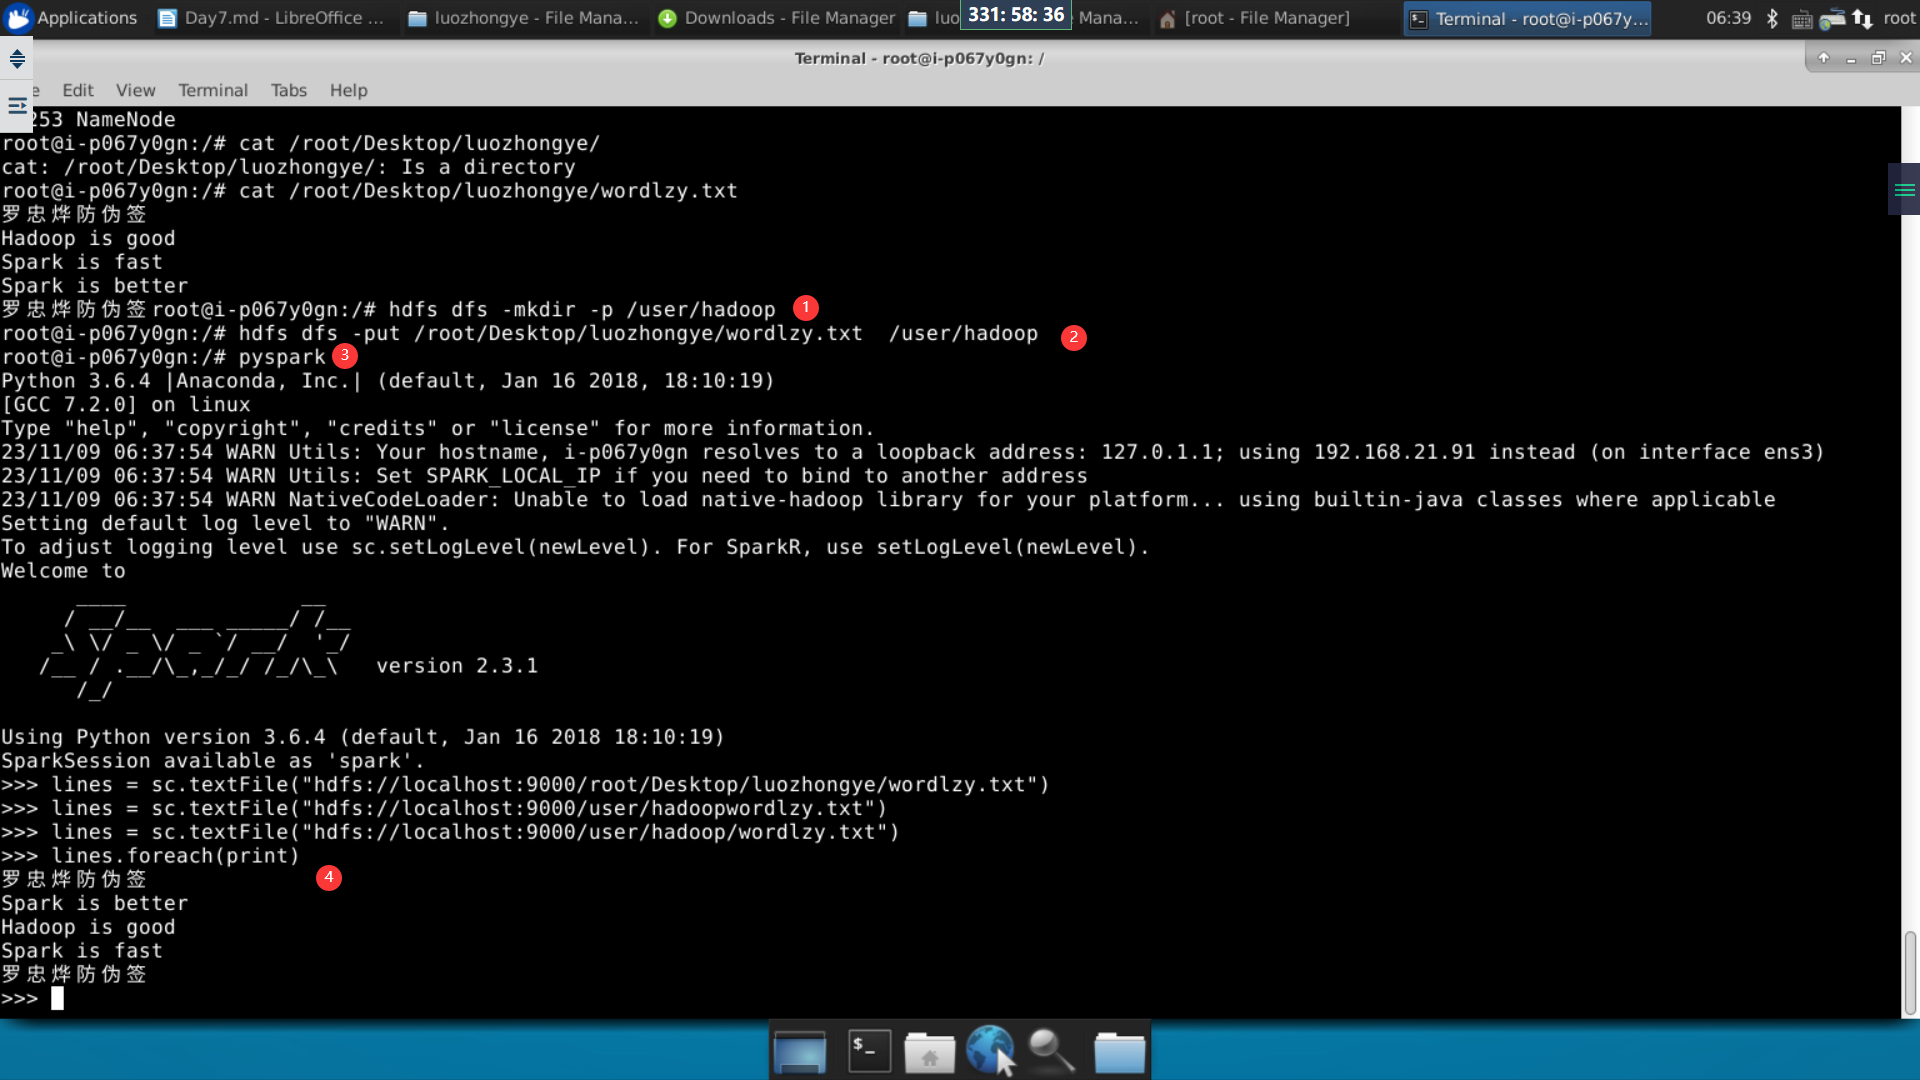 Applications
Day7.md - LibreOffice ...
luozhongye - File Mana...
Downloads - File Manager
luo
331: 58: 36
Mana...
[root - File Manager]
Terminal - root@i-p067y...
06:39
root
Terminal - root@i-p067y0gn: /
e Edit View Terminal Tabs Help
253 NameNode
root@i-p067y0gn:/# cat /root/Desktop/luozhongye/
cat: /root/Desktop/luozhongye/: Is a directory
root@i-p067y0gn:/# cat /root/Desktop/luozhongye/wordlzy.txt
罗忠烨防伪签
Hadoop is good
Spark is fast
Spark is better
罗忠烨防伪签root@i-p067y0gn:/# hdfs dfs -mkdir -p /user/hadoop 1
root@i-p067y0gn:/# hdfs dfs -put /root/Desktop/luozhongye/wordlzy.txt  /user/hadoop 2
root@i-p067y0gn:/# pyspark 3
Python 3.6.4 |Anaconda, Inc.| (default, Jan 16 2018, 18:10:19)
[GCC 7.2.0] on linux
Type "help", "copyright", "credits" or "license" for more information.
23/11/09 06:37:54 WARN Utils: Your hostname, i-p067y0gn resolves to a loopback address: 127.0.1.1; using 192.168.21.91 instead (on interface ens3)
23/11/09 06:37:54 WARN Utils: Set SPARK_LOCAL_IP if you need to bind to another address
23/11/09 06:37:54 WARN NativeCodeLoader: Unable to load native-hadoop library for your platform... using builtin-java classes where applicable
Setting default log level to "WARN".
To adjust logging level use sc.setLogLevel(newLevel). For SparkR, use setLogLevel(newLevel).
Welcome to
Spark version 2.3.1
Using Python version 3.6.4 (default, Jan 16 2018 18:10:19)
SparkSession available as 'spark'.
>>> lines = sc.textFile("hdfs://localhost:9000/root/Desktop/luozhongye/wordlzy.txt")
>>> lines = sc.textFile("hdfs://localhost:9000/user/hadoopwordlzy.txt")
>>> lines = sc.textFile("hdfs://localhost:9000/user/hadoop/wordlzy.txt")
>>> lines.foreach(print)
罗忠烨防伪签 4
Spark is better
Hadoop is good
Spark is fast
罗忠烨防伪签
>>>
$_